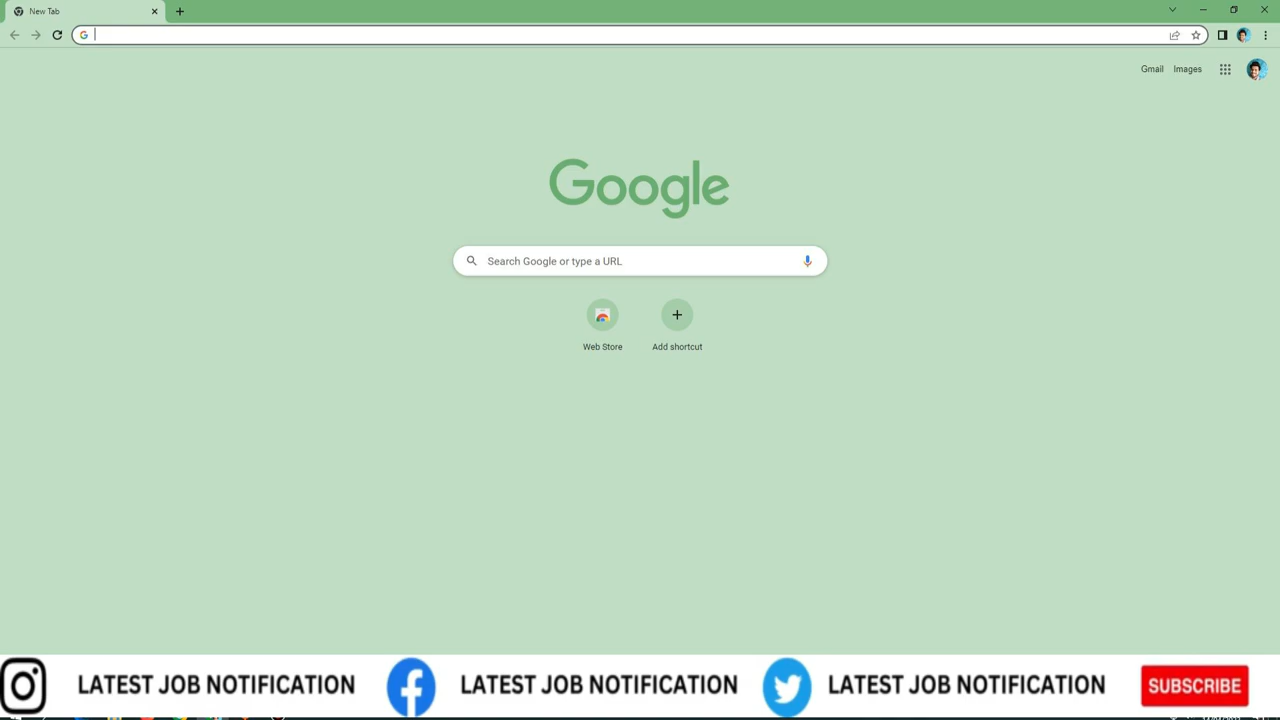 New Tab
Gmail Images
Google
Search Google or type a URL
Web Store Add shortcut
LATEST JOB NOTIFICATION LATEST JOB NOTIFICATION LATEST JOB NOTIFICATION SUBSCRIBE